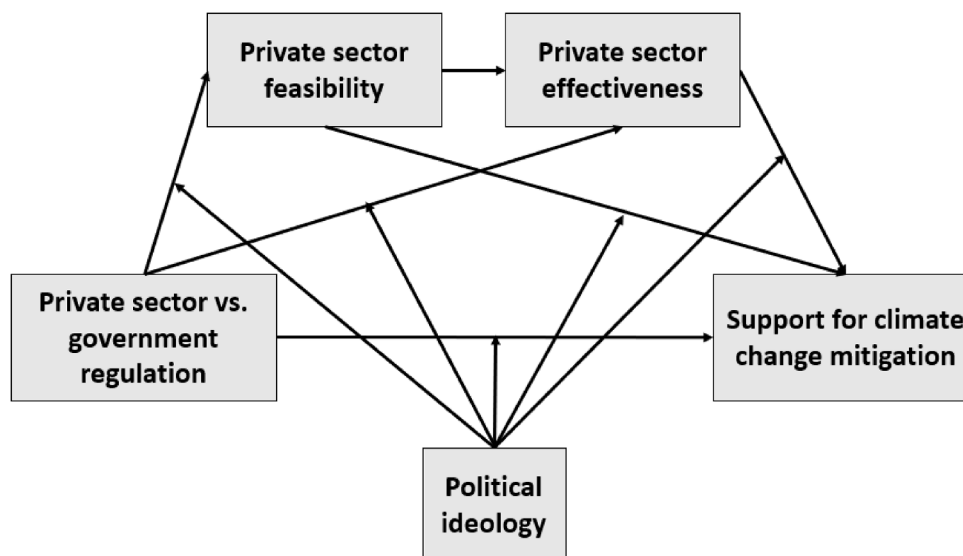 Private sector
feasibility
Private sector
effectiveness
Private sector vs.
government
regulation
Support for climate
change mitigation
Political
ideology